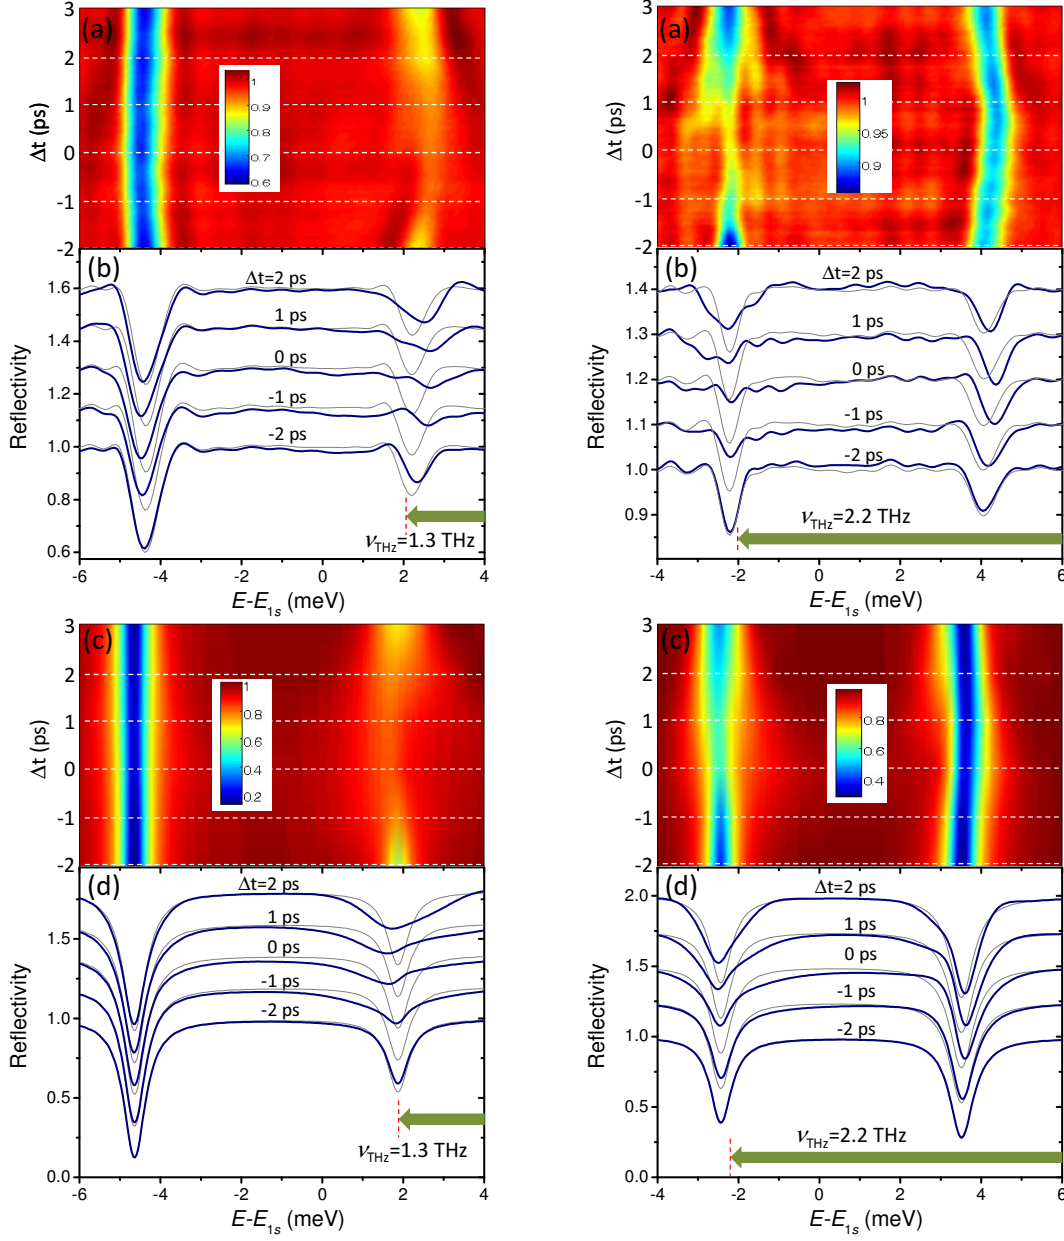 (a)
3
2
1
0
-1
-2
Δt (ps)
1
0.9
0.8
0.7
0.6
(b)
Δt=2 ps
1 ps
0 ps
-1 ps
-2 ps
1.6
1.4
1.2
1.0
0.8
0.6
Reflectivity
νTHz=1.3 THz
-6 -4 -2 0 2 4
E-E1s (meV)
(a)
3
2
1
0
-1
-2
Δt (ps)
1
0.95
0.9
(b)
Δt=2 ps
1 ps
0 ps
-1 ps
-2 ps
1.4
1.3
1.2
1.1
1.0
0.9
Reflectivity
νTHz=2.2 THz
-4 -2 0 2 4 6
E-E1s (meV)
(c)
3
2
1
0
-1
-2
Δt (ps)
1
0.8
0.6
0.4
0.2
(d)
Δt=2 ps
1 ps
0 ps
-1 ps
-2 ps
1.5
1.0
0.5
0.0
Reflectivity
νTHz=1.3 THz
-6 -4 -2 0 2 4
E-E1s (meV)
(c)
3
2
1
0
-1
-2
Δt (ps)
0.8
0.6
0.4
(d)
Δt=2 ps
1 ps
0 ps
-1 ps
-2 ps
2.0
1.5
1.0
0.5
0.0
Reflectivity
νTHz=2.2 THz
-4 -2 0 2 4 6
E-E1s (meV)